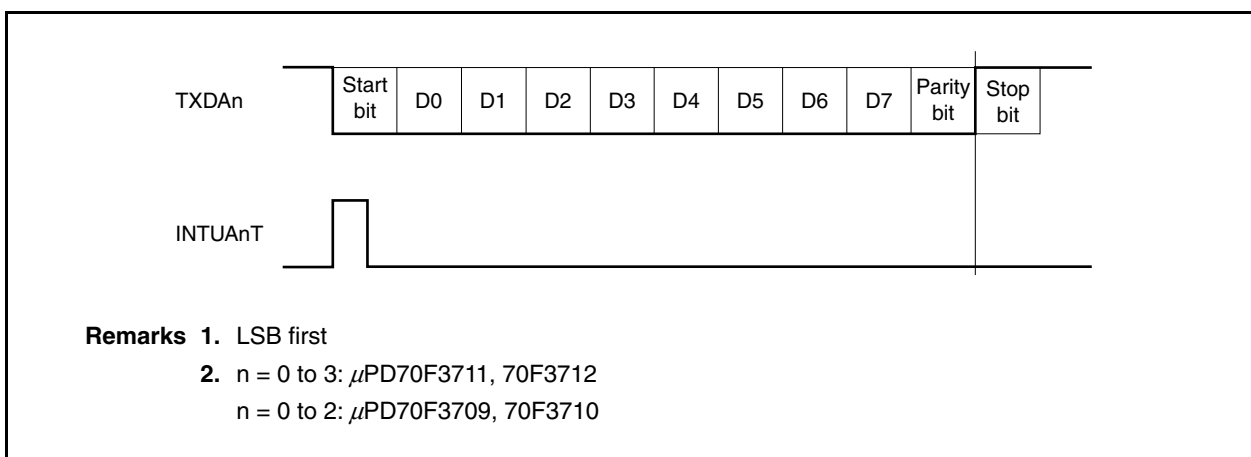 TXDAn
Start bit
D0
D1
D2
D3
D4
D5
D6
D7
Parity bit
Stop bit
INTUAnT
Remarks 1. LSB first
2. n = 0 to 3: μPD70F3711, 70F3712
n = 0 to 2: μPD70F3709, 70F3710